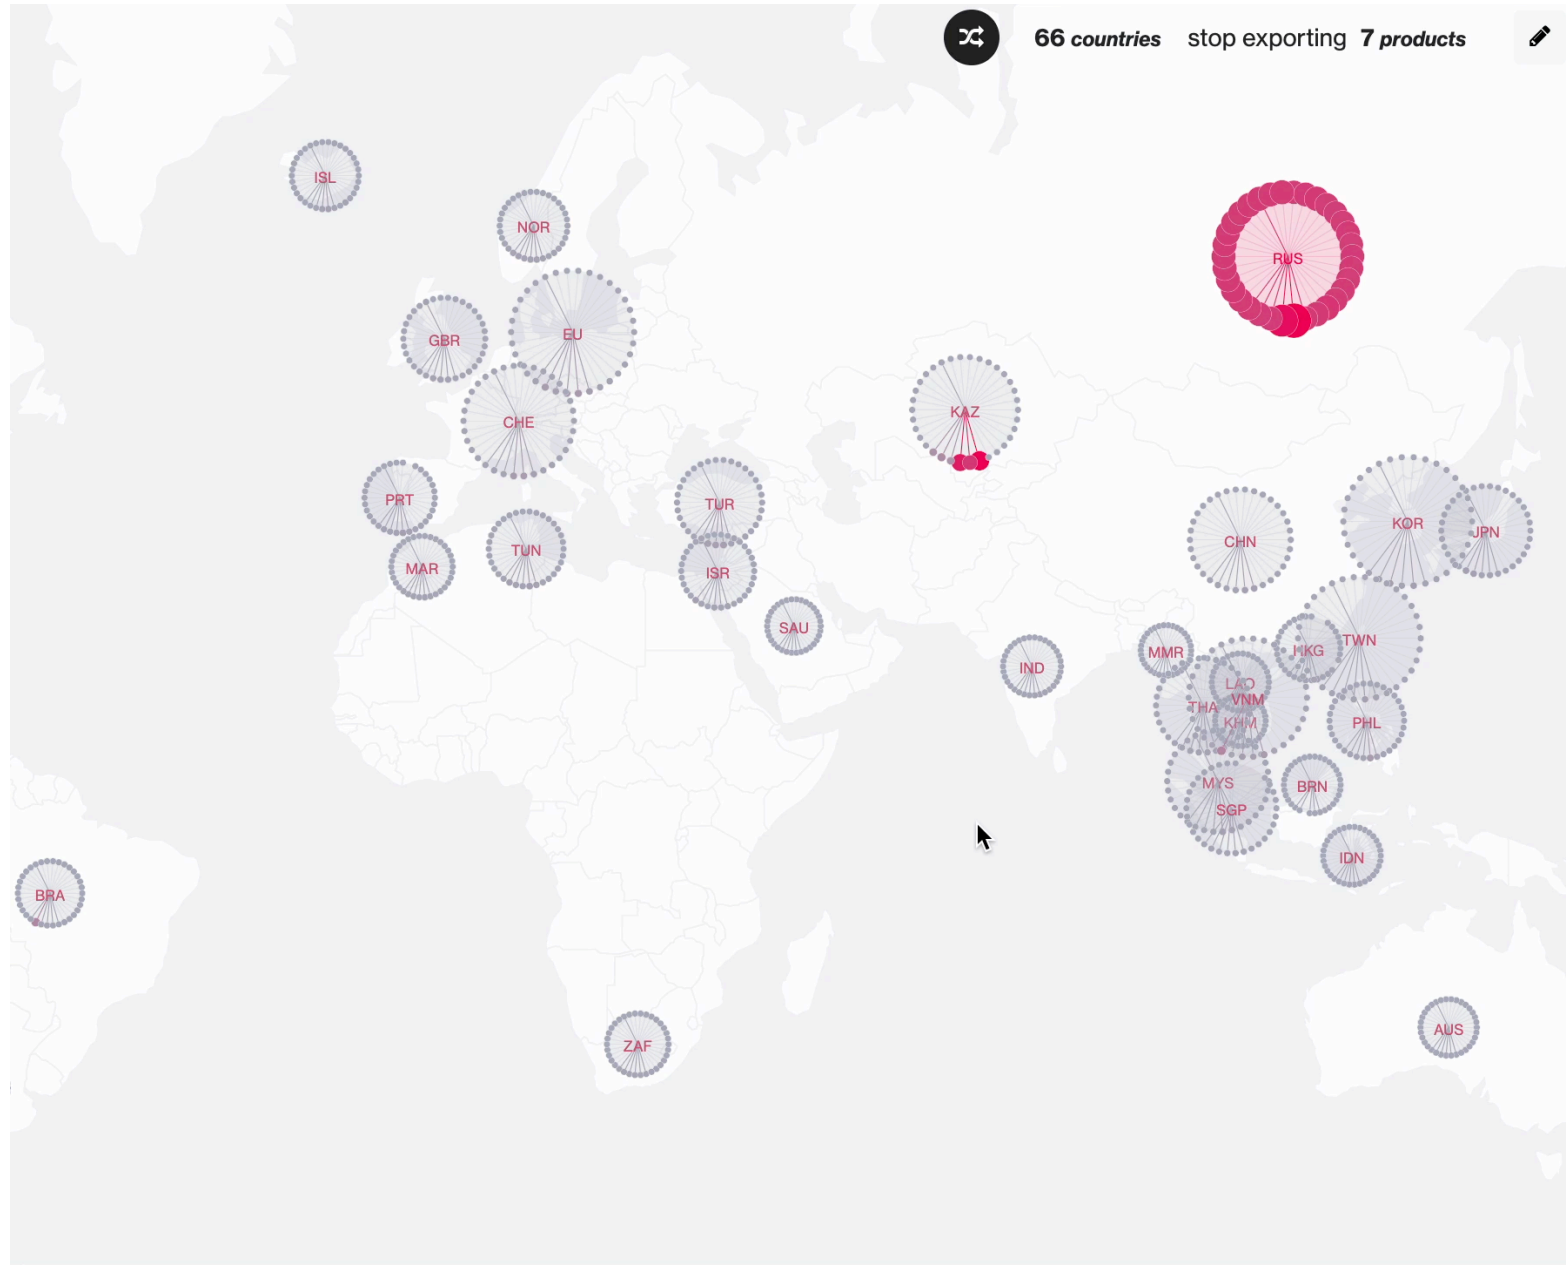 66 countries stop exporting 7 products
ISL
NOR
RUS
GBR
EU
CHE
KAZ
PRT
TUR
KOR
JPN
CHN
TUN
MAR
ISR
SAU
TWN
HKG
MMR
IND
LAO
VNM
THA
KHM
PHL
MYS
BRN
SGP
IDN
BRA
AUS
ZAF